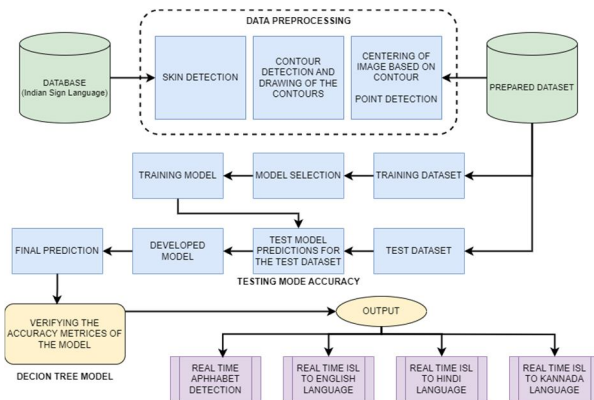 DATA PREPROCESSING
DATABASE
(Indian Sign Language)
SKIN DETECTION
CONTOUR
DETECTION AND
DRAWING OF THE
CONTOURS
CENTERING OF
IMAGE BASED ON
CONTOUR
POINT DETECTION
PREPARED DATASET
TRAINING MODEL
MODEL SELECTION
TRAINING DATASET
FINAL PREDICTION
DEVELOPED
MODEL
TEST MODEL
PREDICTIONS FOR
THE TEST DATASET
TEST DATASET
TESTING MODE ACCURACY
VERIFYING THE
ACCURACY METRICES OF
THE MODEL
OUTPUT
DECION TREE MODEL
REAL TIME
APHHABET
DETECTION
REAL TIME ISL
TO ENGLISH
LANGUAGE
REAL TIME ISL
TO HINDI
LANGUAGE
REAL TIME ISL
TO KANNADA
LANGUAGE